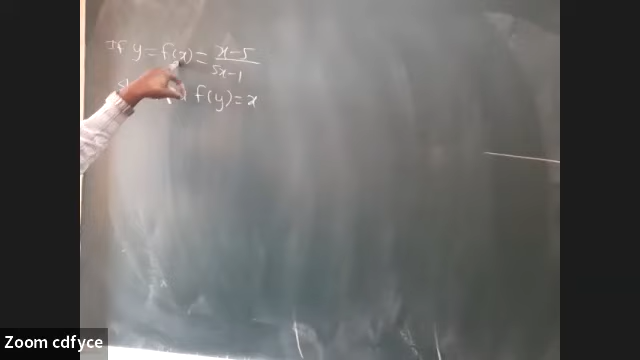 If y = f(x) = x-5 / 5x-1
f(y) = x
Zoom cdfyce